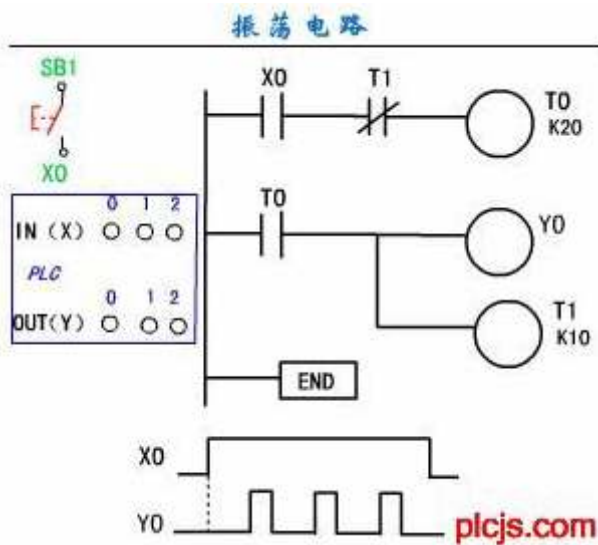 振荡电路
SB1
X0
X0 T1 T0
K20
0 1 2
IN (X)
PLC
0 1 2
OUT(Y)
T0 Y0
T1
K10
END
X0
Y0
plcjs.com